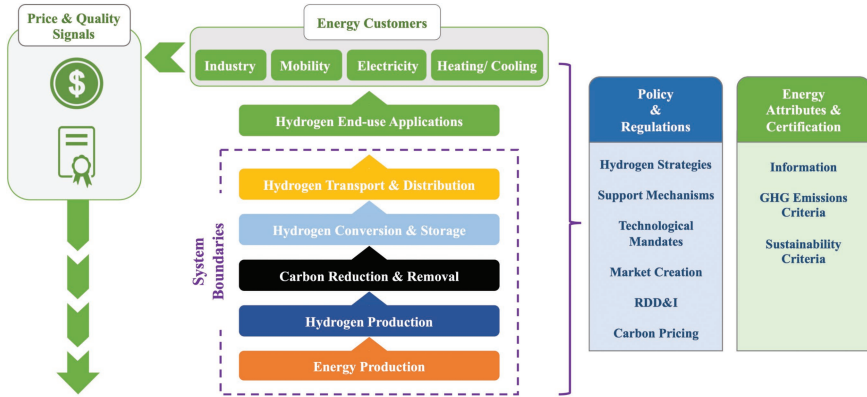 Price & Quality
Signals
$
Energy Customers
Industry
Mobility
Electricity
Heating/ Cooling
Hydrogen End-use Applications
Hydrogen Transport & Distribution
Hydrogen Conversion & Storage
Carbon Reduction & Removal
Hydrogen Production
Energy Production
System
Boundaries
Policy
&
Regulations
Hydrogen Strategies
Support Mechanisms
Technological
Mandates
Market Creation
RDD&I
Carbon Pricing
Energy
Attributes &
Certification
Information
GHG Emissions
Criteria
Sustainability
Criteria